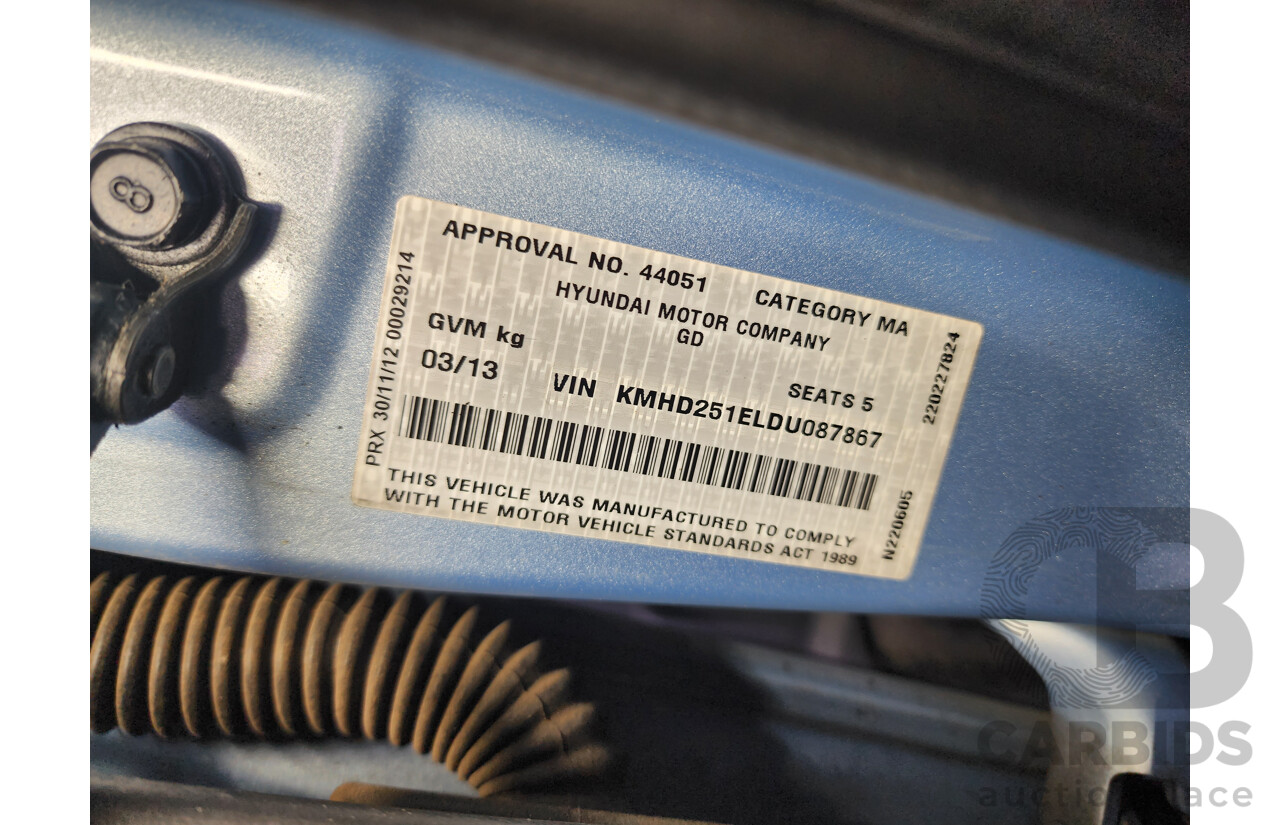 8
APPROVAL NO. 44051 CATEGORY MA
HYUNDAI MOTOR COMPANY
GD
GVM kg
SEATS 5
03/13 VIN KMHD251ELDU087867
THIS VEHICLE WAS MANUFACTURED TO COMPLY
WITH THE MOTOR VEHICLE STANDARDS ACT 1989
PRX 30/11/12 00029214
220227824
N220605
CB
CARBIDS
auction place